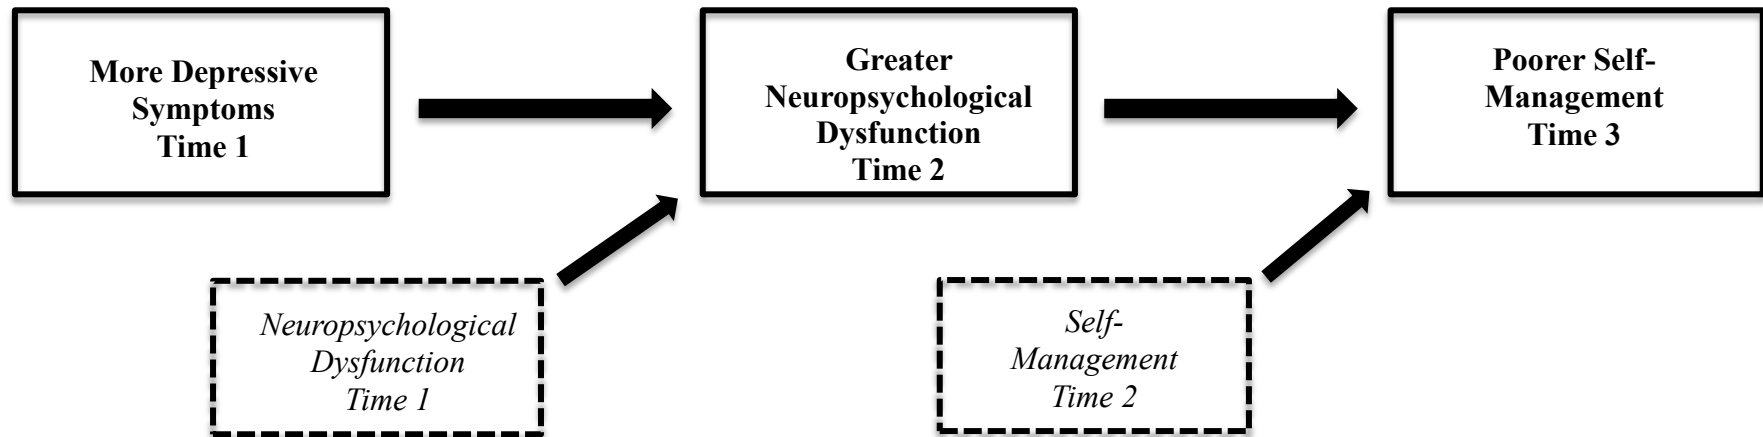 More Depressive
Symptoms
Time 1
Greater
Neuropsychological
Dysfunction
Time 2
Poorer Self-
Management
Time 3
Neuropsychological
Dysfunction
Time 1
Self-
Management
Time 2